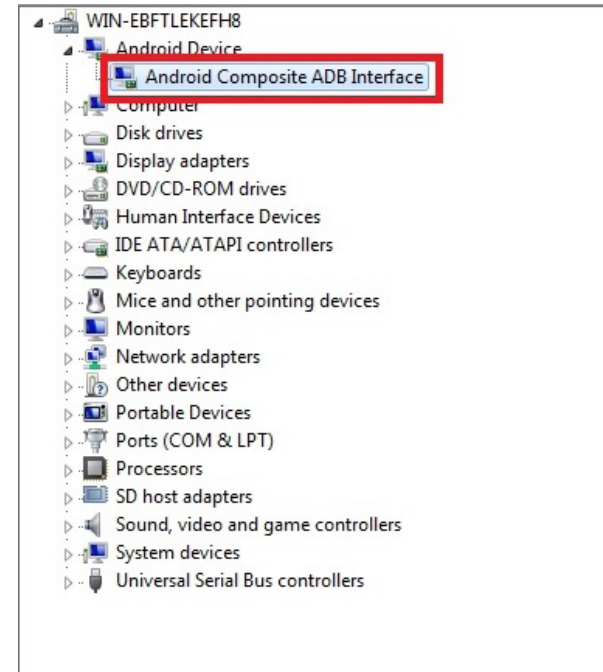 WIN-EBFTLEKEFH8
Android Device
Android Composite ADB Interface
Computer
Disk drives
Display adapters
DVD/CD-ROM drives
Human Interface Devices
IDE ATA/ATAPI controllers
Keyboards
Mice and other pointing devices
Monitors
Network adapters
Other devices
Portable Devices
Ports (COM & LPT)
Processors
SD host adapters
Sound, video and game controllers
System devices
Universal Serial Bus controllers